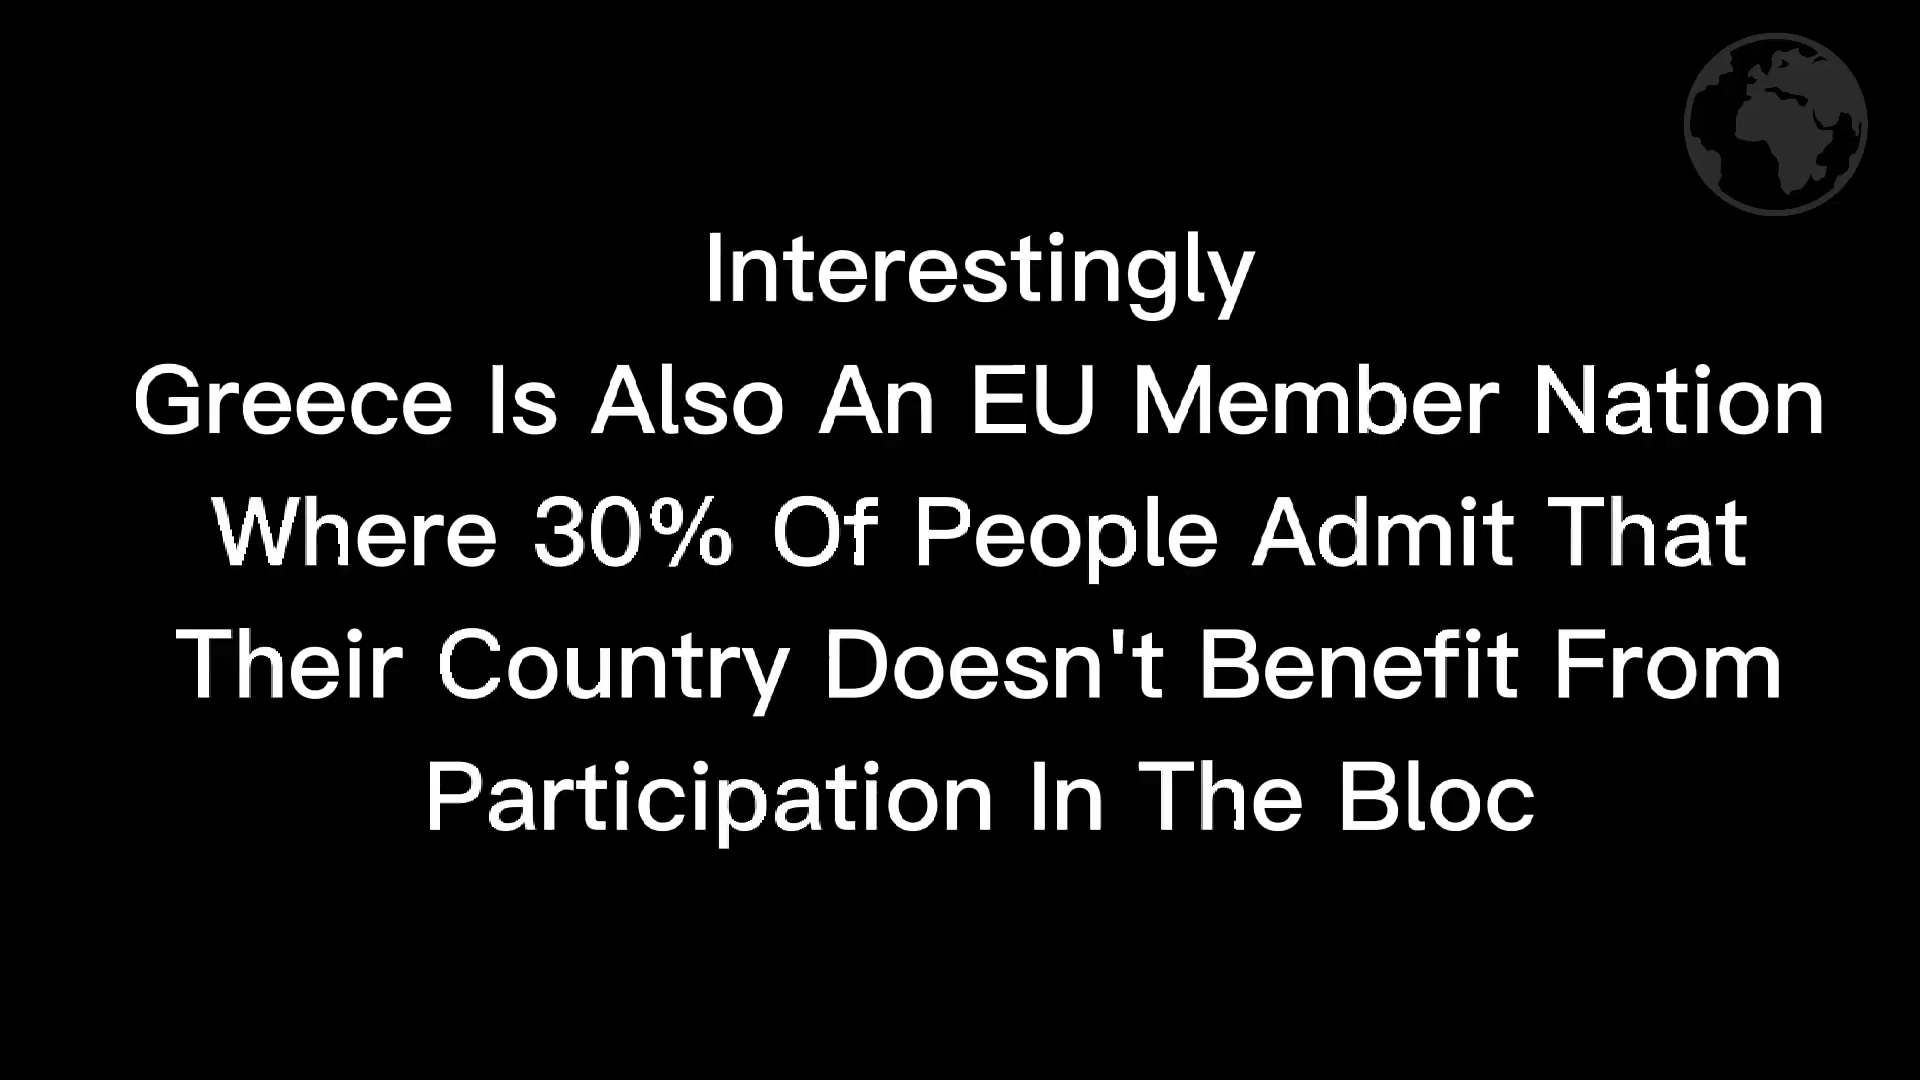 Interestingly
Greece Is Also An EU Member Nation
Where 30% Of People Admit That
Their Country Doesn't Benefit From
Participation In The Bloc